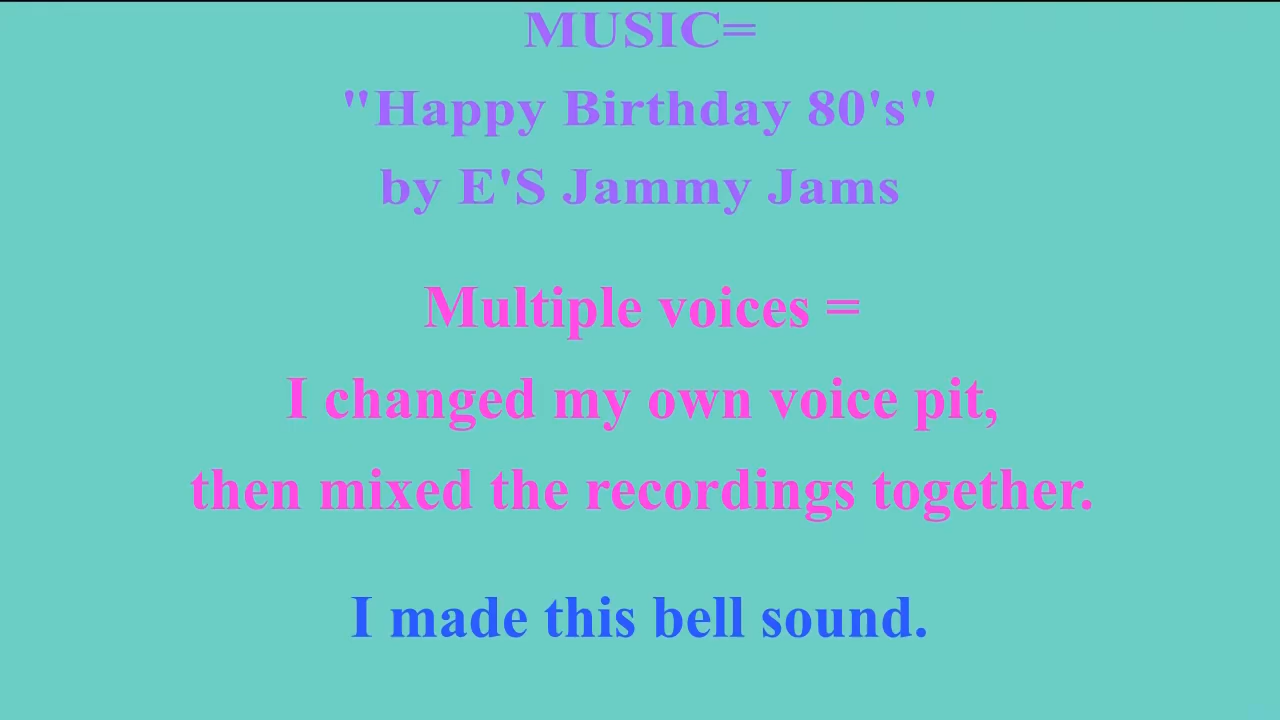 MUSIC=
"Happy Birthday 80's"
by E'S Jammy Jams
Multiple voices =
I changed my own voice pit,
then mixed the recordings together.
I made this bell sound.